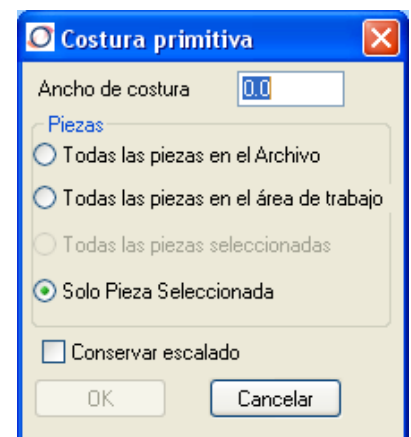 Costura primitiva
Ancho de costura 0.0
Piezas
Todas las piezas en el Archivo
Todas las piezas en el área de trabajo
Todas las piezas seleccionadas
Solo Pieza Seleccionada
Conservar escalado
OK Cancelar